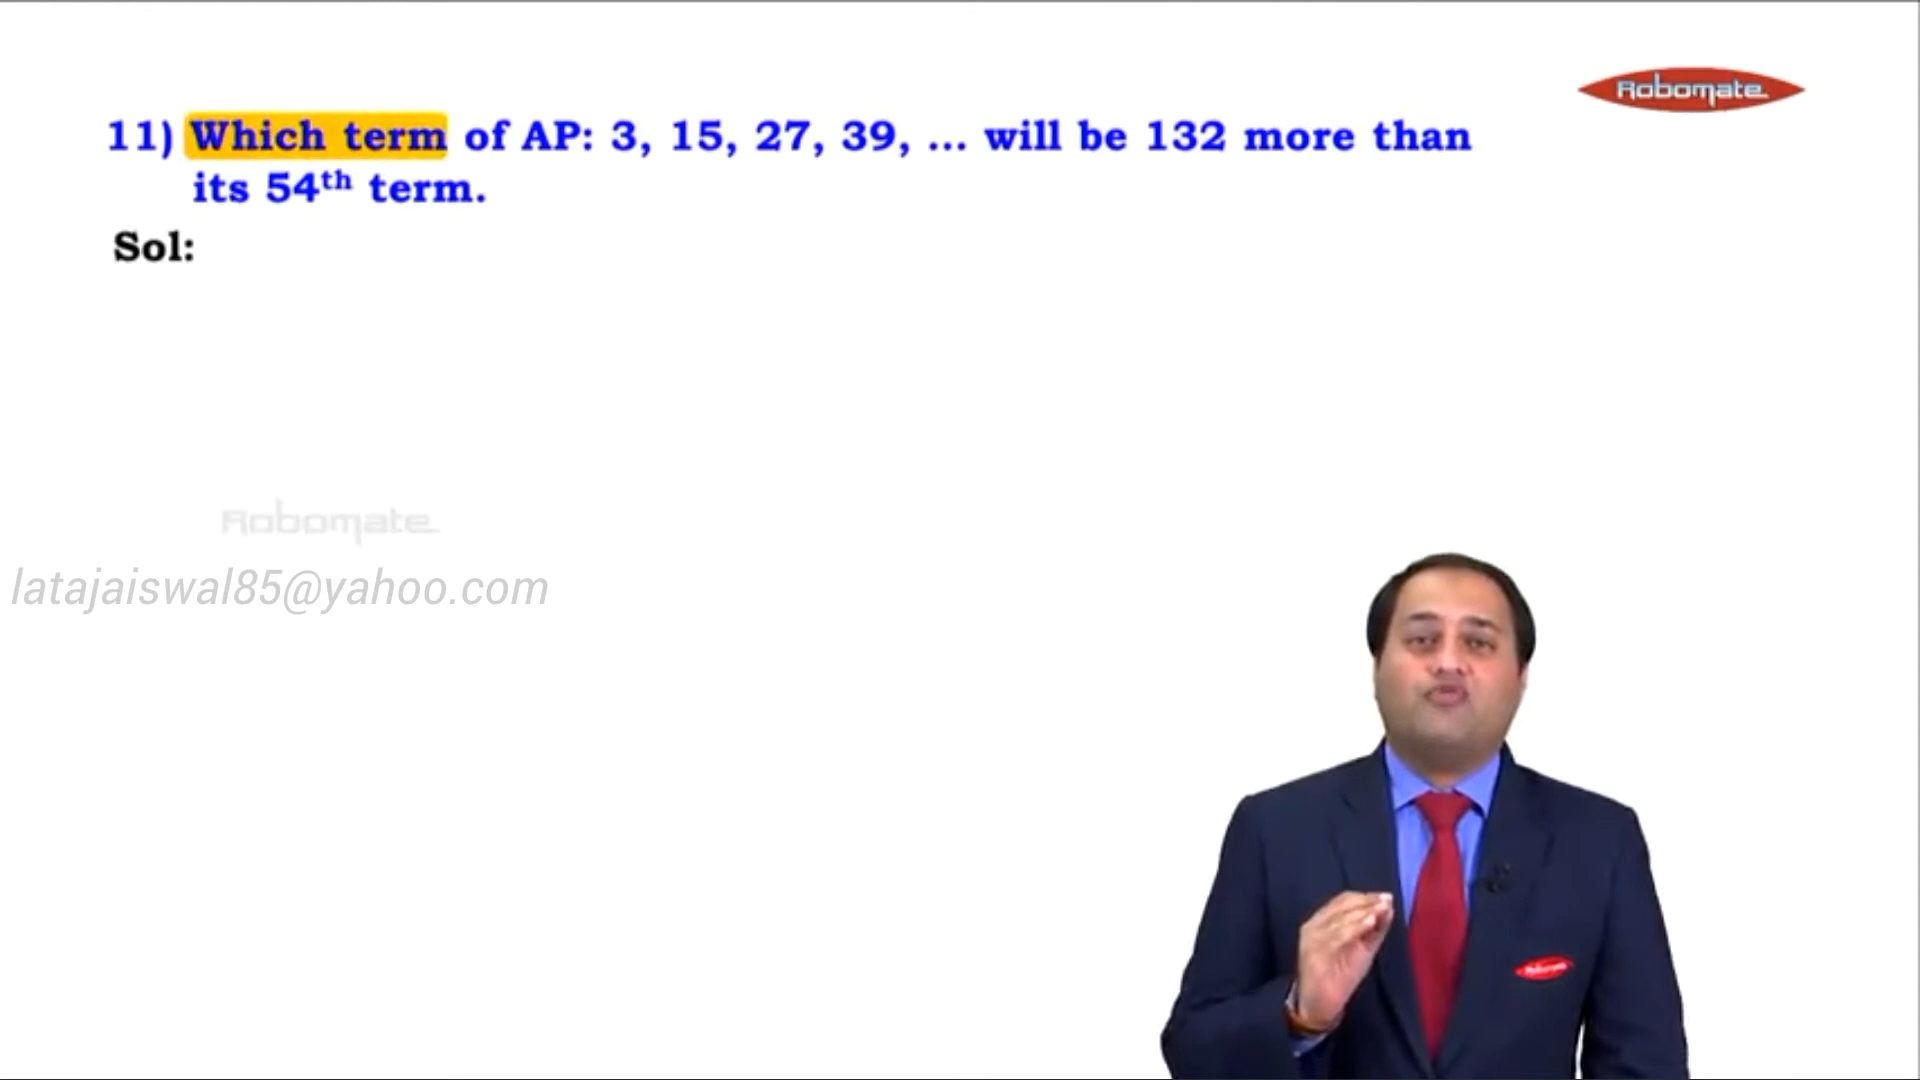 Robomate
11) Which term of AP: 3, 15, 27, 39, ... will be 132 more than
its 54th term.
Sol:
Robomate
latajaiswal85@yahoo.com
Robomate